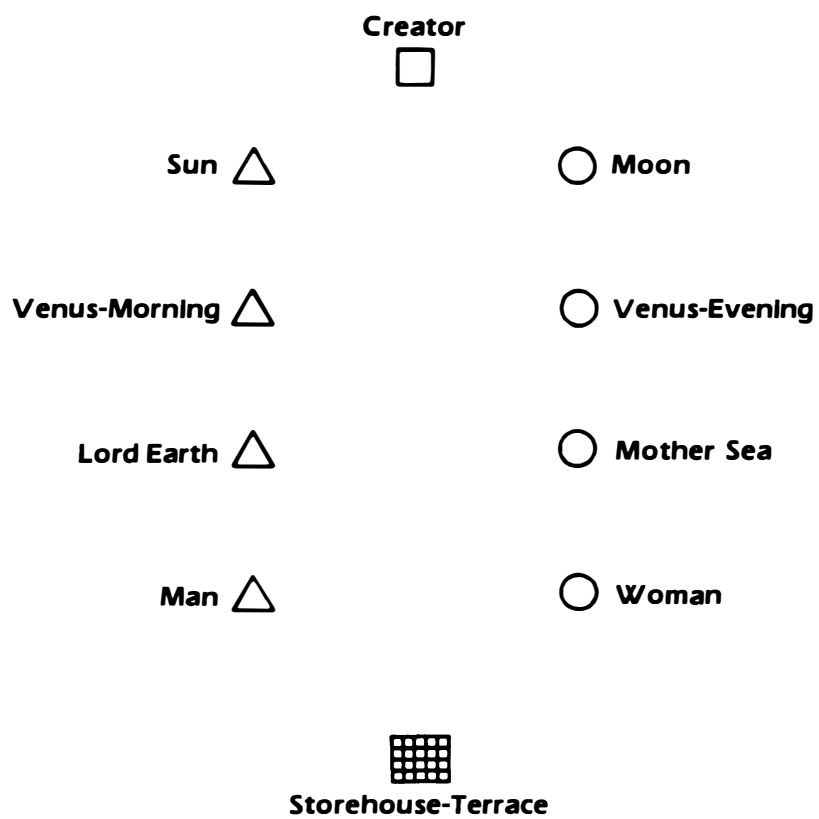 Creator
Sun
Moon
Venus-Morning
Venus-Evening
Lord Earth
Mother Sea
Man
Woman
Storehouse-Terrace